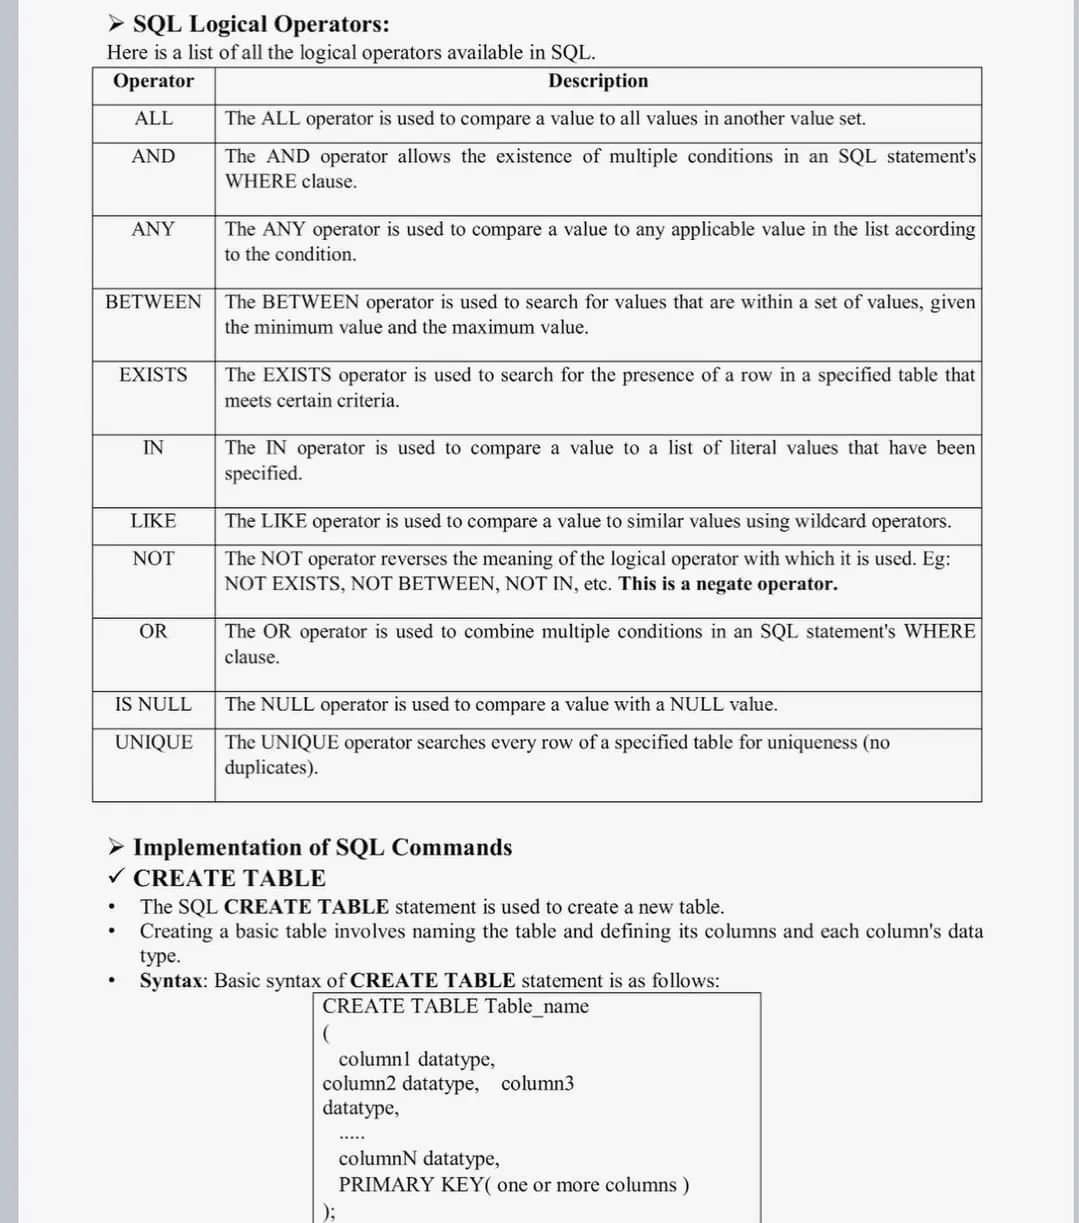 ➢ SQL Logical Operators:
Here is a list of all the logical operators available in SQL.
Operator Description
ALL The ALL operator is used to compare a value to all values in another value set.
AND The AND operator allows the existence of multiple conditions in an SQL statement's
WHERE clause.
ANY The ANY operator is used to compare a value to any applicable value in the list according
to the condition.
BETWEEN The BETWEEN operator is used to search for values that are within a set of values, given
the minimum value and the maximum value.
EXISTS The EXISTS operator is used to search for the presence of a row in a specified table that
meets certain criteria.
IN The IN operator is used to compare a value to a list of literal values that have been
specified.
LIKE The LIKE operator is used to compare a value to similar values using wildcard operators.
NOT The NOT operator reverses the meaning of the logical operator with which it is used. Eg:
NOT EXISTS, NOT BETWEEN, NOT IN, etc. This is a negate operator.
OR The OR operator is used to combine multiple conditions in an SQL statement's WHERE
clause.
IS NULL The NULL operator is used to compare a value with a NULL value.
UNIQUE The UNIQUE operator searches every row of a specified table for uniqueness (no
duplicates).
➢ Implementation of SQL Commands
✓ CREATE TABLE
• The SQL CREATE TABLE statement is used to create a new table.
• Creating a basic table involves naming the table and defining its columns and each column's data
type.
• Syntax: Basic syntax of CREATE TABLE statement is as follows:
CREATE TABLE Table_name
(
column1 datatype,
column2 datatype, column3
datatype,
.....
columnN datatype,
PRIMARY KEY( one or more columns )
);